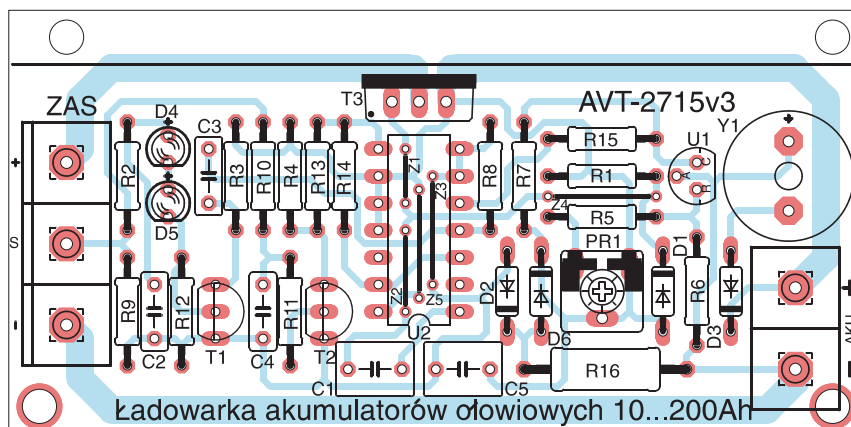 ZAS
D4
C3
T3
AVT-2715v3
Y1
+
+
+
+
R2
R3
R10
R4
R13
R14
Z1
Z3
R8
R7
R15
R1
Z4
R5
U1
C
A
B
S
D5
PR1
D1
-
R9
C2
R12
T1
C4
R11
T2
Z2
Z5
U2
D2
D6
R6
D3
+
AKU
C1
C5
R16
Ładowarka akumulatorów ołowiowych 10...200Ah